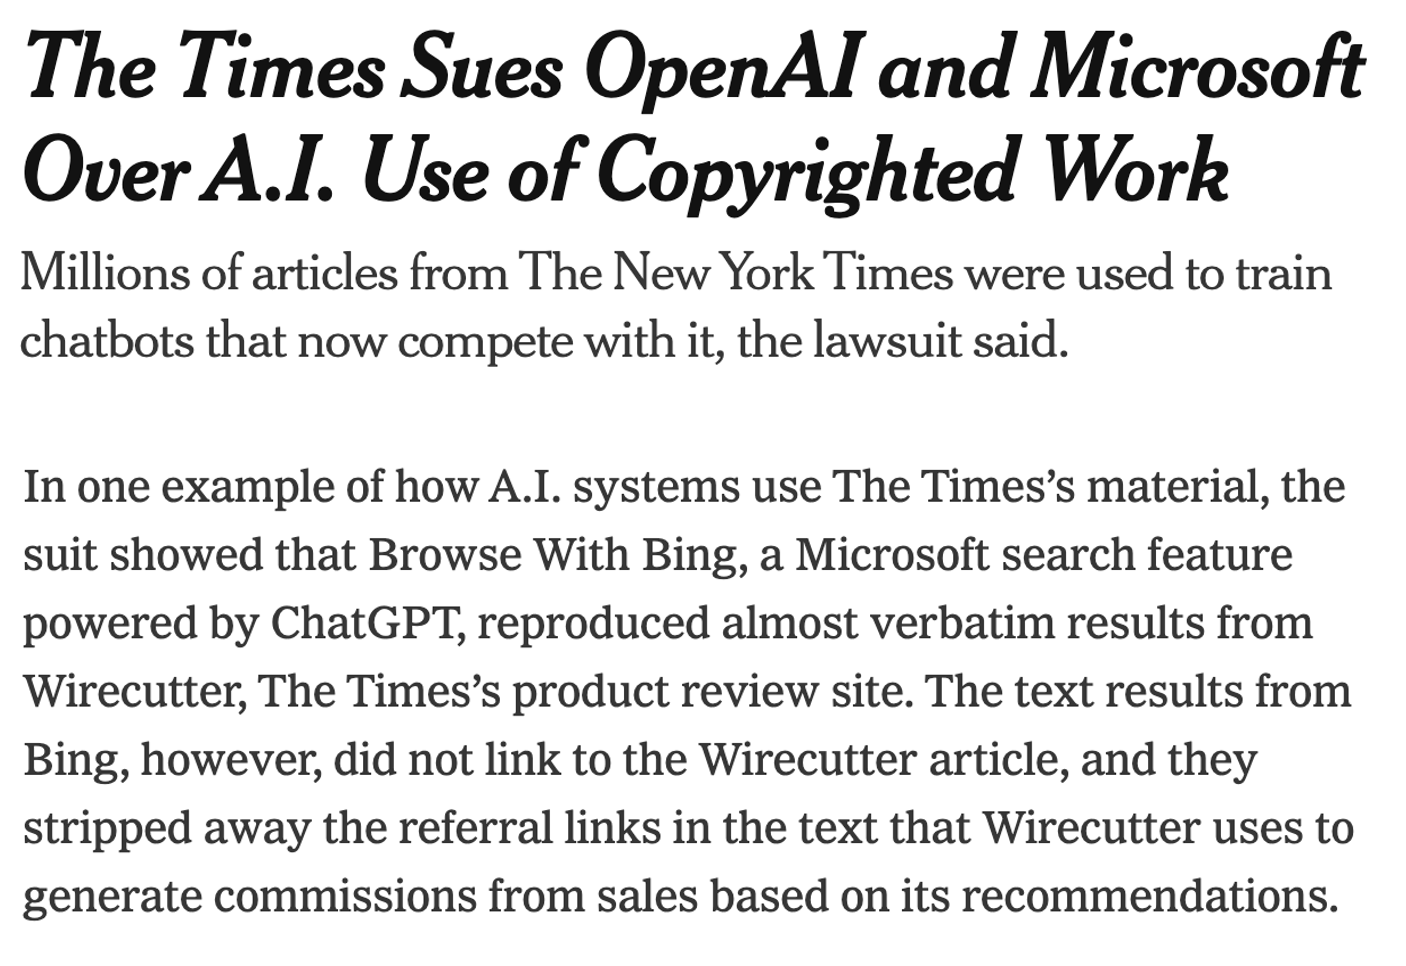 The Times Sues OpenAI and Microsoft
Over A.I. Use of Copyrighted Work
Millions of articles from The New York Times were used to train
chatbots that now compete with it, the lawsuit said.
In one example of how A.I. systems use The Times’s material, the
suit showed that Browse With Bing, a Microsoft search feature
powered by ChatGPT, reproduced almost verbatim results from
Wirecutter, The Times’s product review site. The text results from
Bing, however, did not link to the Wirecutter article, and they
stripped away the referral links in the text that Wirecutter uses to
generate commissions from sales based on its recommendations.